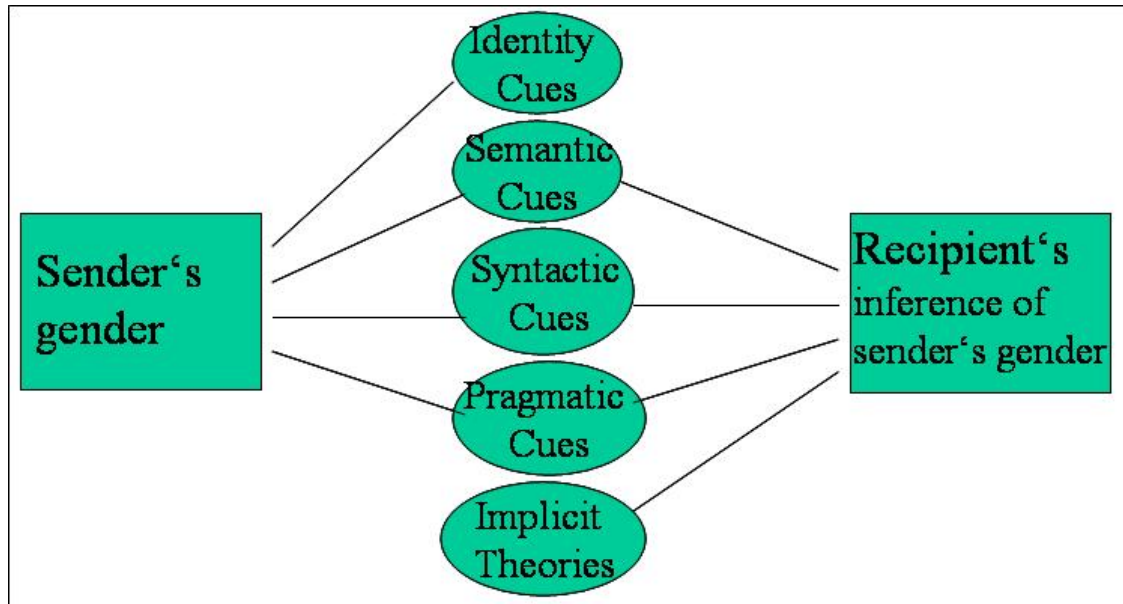 Identity
Cues
Semantic
Cues
Sender‘s
gender
Syntactic
Cues
Recipient‘s
inference of
sender‘s gender
Pragmatic
Cues
Implicit
Theories